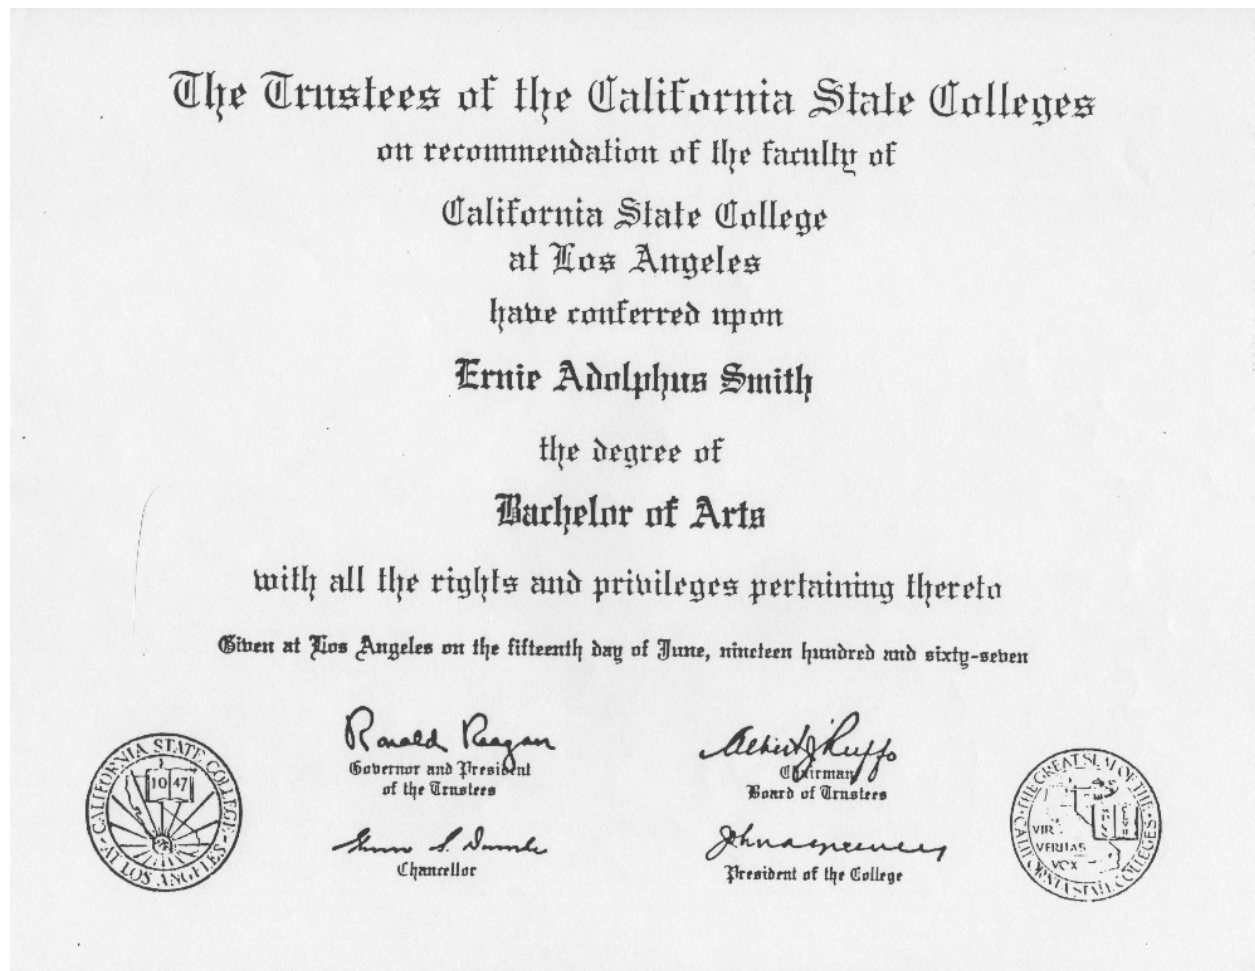 The Trustees of the California State Colleges
on recommendation of the faculty of
California State College
at Los Angeles
have conferred upon
Ernie Adolphus Smith
the degree of
Bachelor of Arts
with all the rights and privileges pertaining thereto
Given at Los Angeles on the fifteenth day of June, nineteen hundred and sixty-seven
Ronald Reagan
Governor and President
of the Trustees
Albert J Ruffo
Chairman
Board of Trustees
Chancellor
President of the College
CALIFORNIA STATE COLLEGE
AT LOS ANGELES
10 47
THE GREAT SEAL OF THE
CALIFORNIA STATE COLLEGES
VIR
VERITAS
VOX